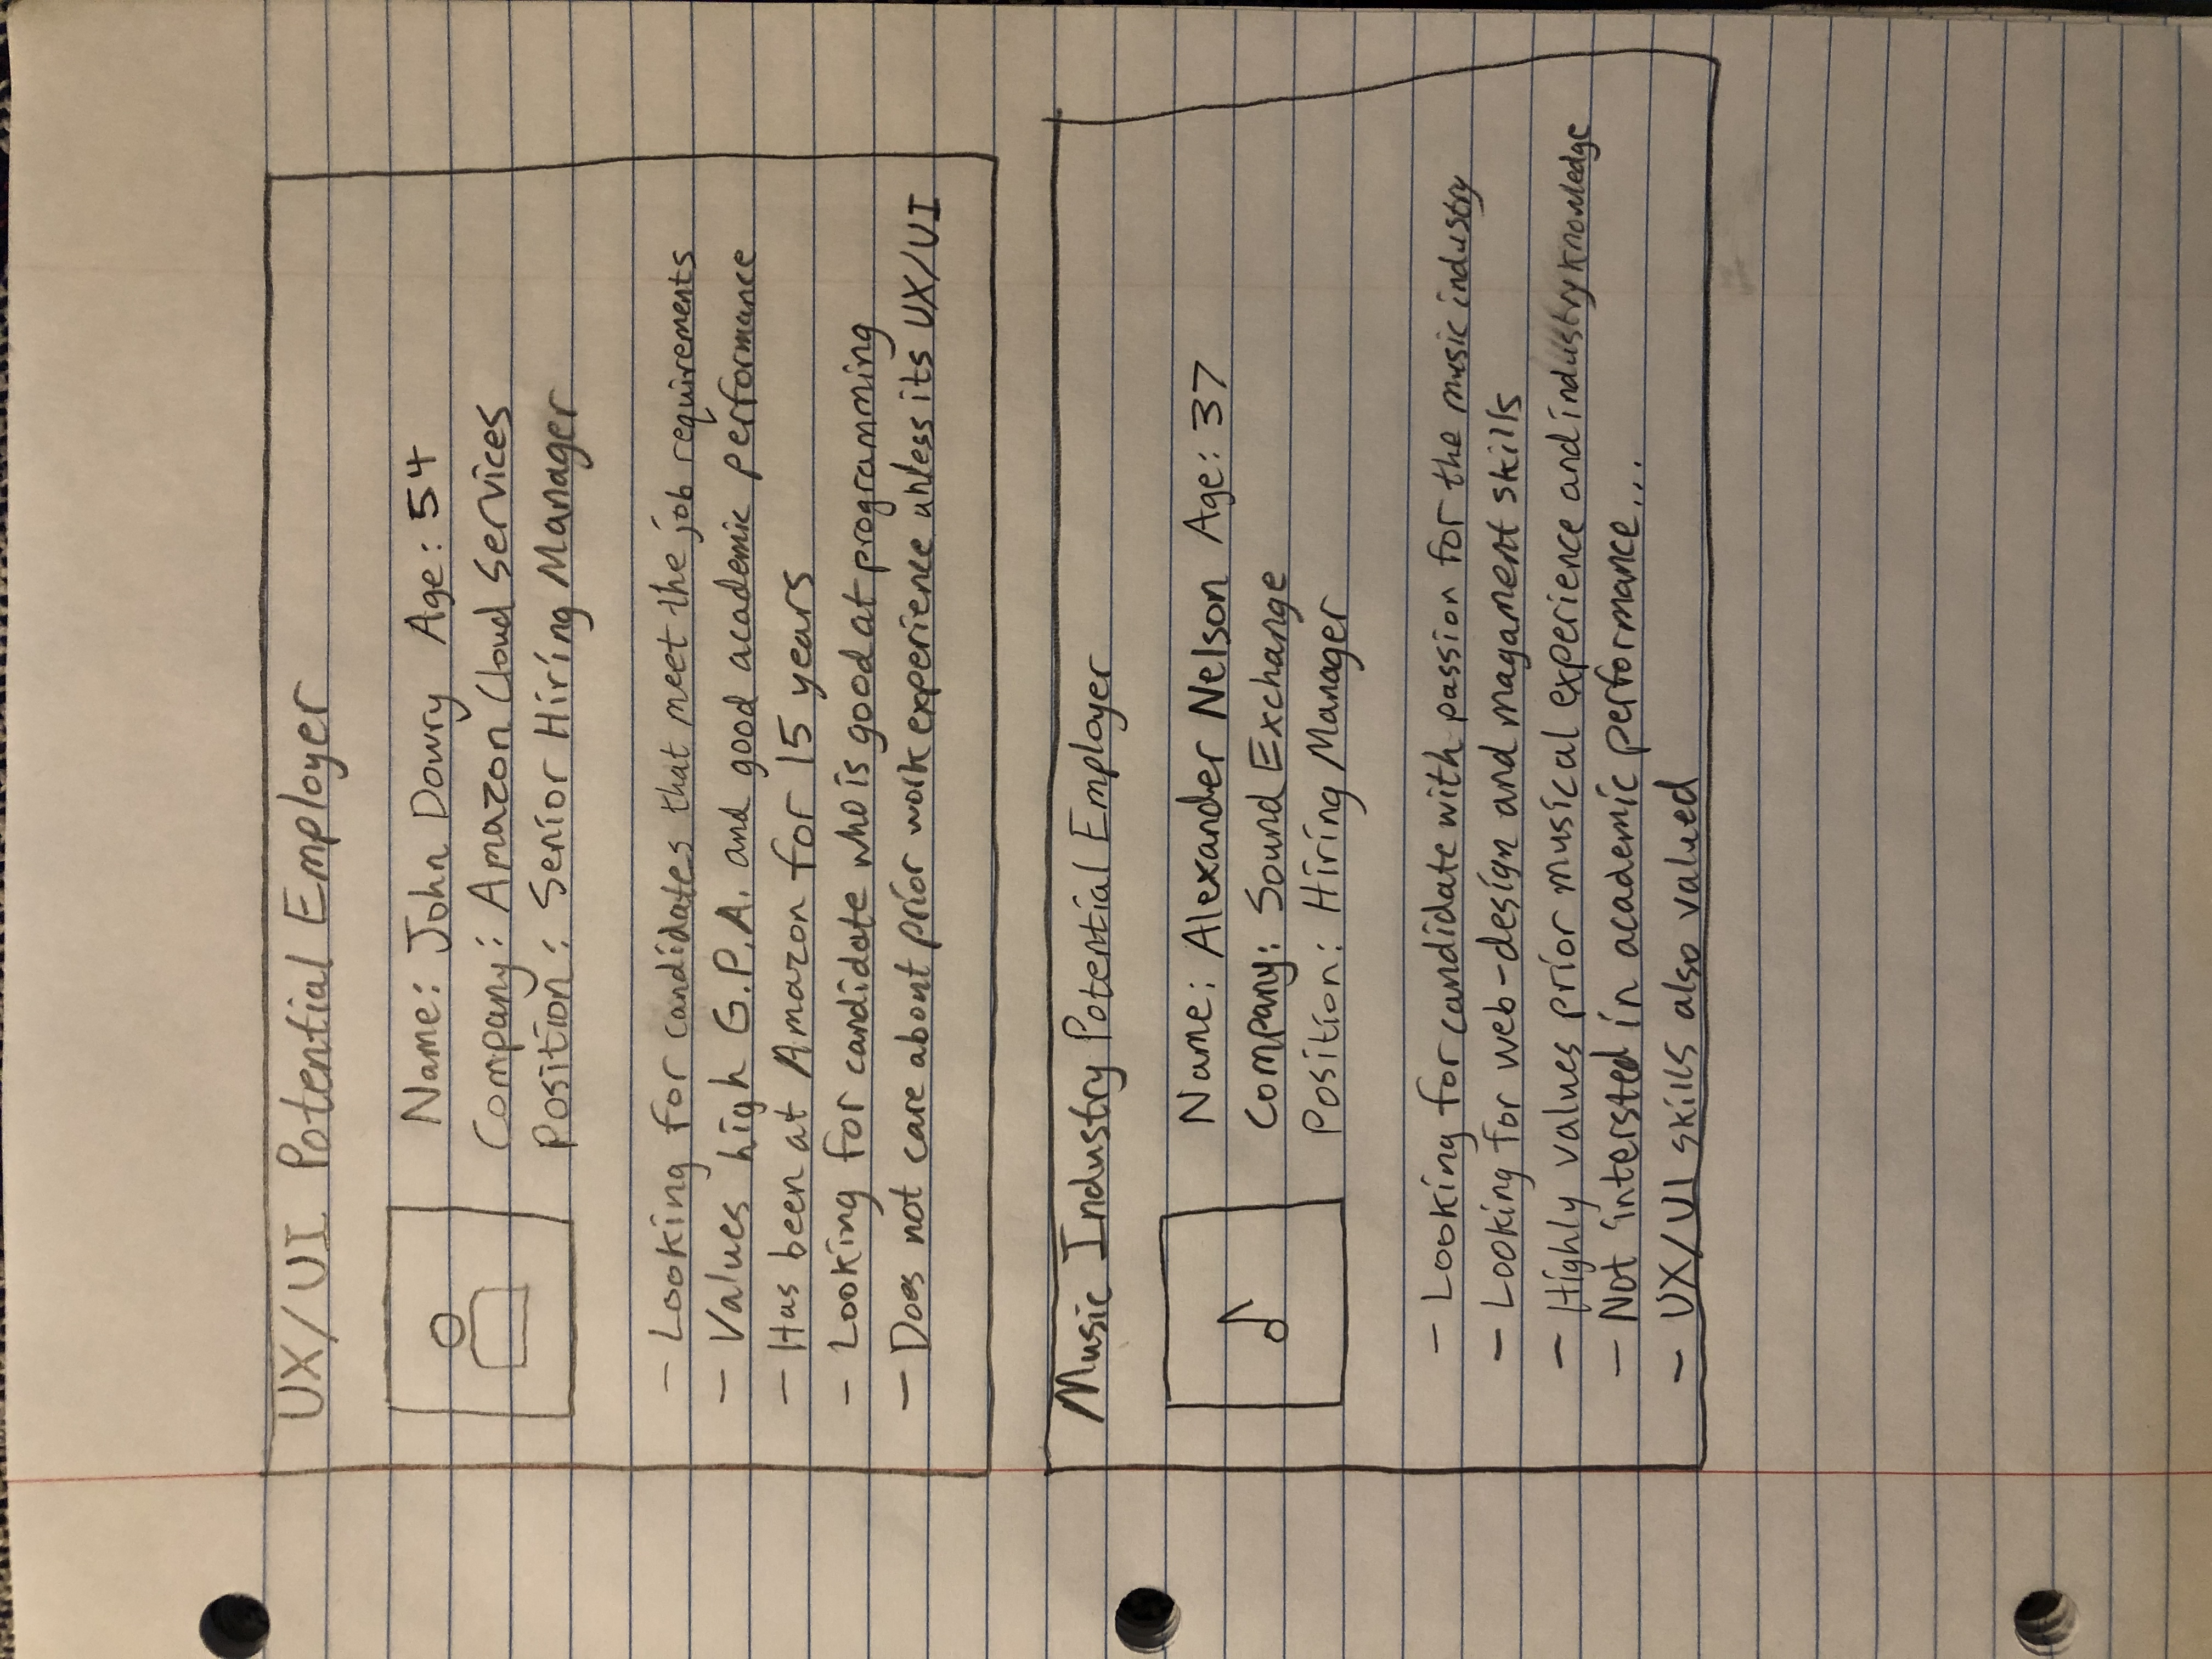 UX/UI Potential Employer
Name: John Dowry Age: 54
Company: Amazon Cloud Services
Position: Senior Hiring Manager
- Looking for candidates that meet the job requirements
- Values high G.P.A. and good academic performance
- Has been at Amazon for 15 years
- Looking for candidate who is good at programming
- Does not care about prior work experience unless its UX/UI
Music Industry Potential Employer
Name: Alexander Nelson Age: 37
Company: Sound Exchange
Position: Hiring Manager
- Looking for candidate with passion for the music industry
- Looking for web-design and magament skills
- Highly values prior musical experience and industry knowledge
- Not intersted in academic performance...
- UX/UI skills also valued